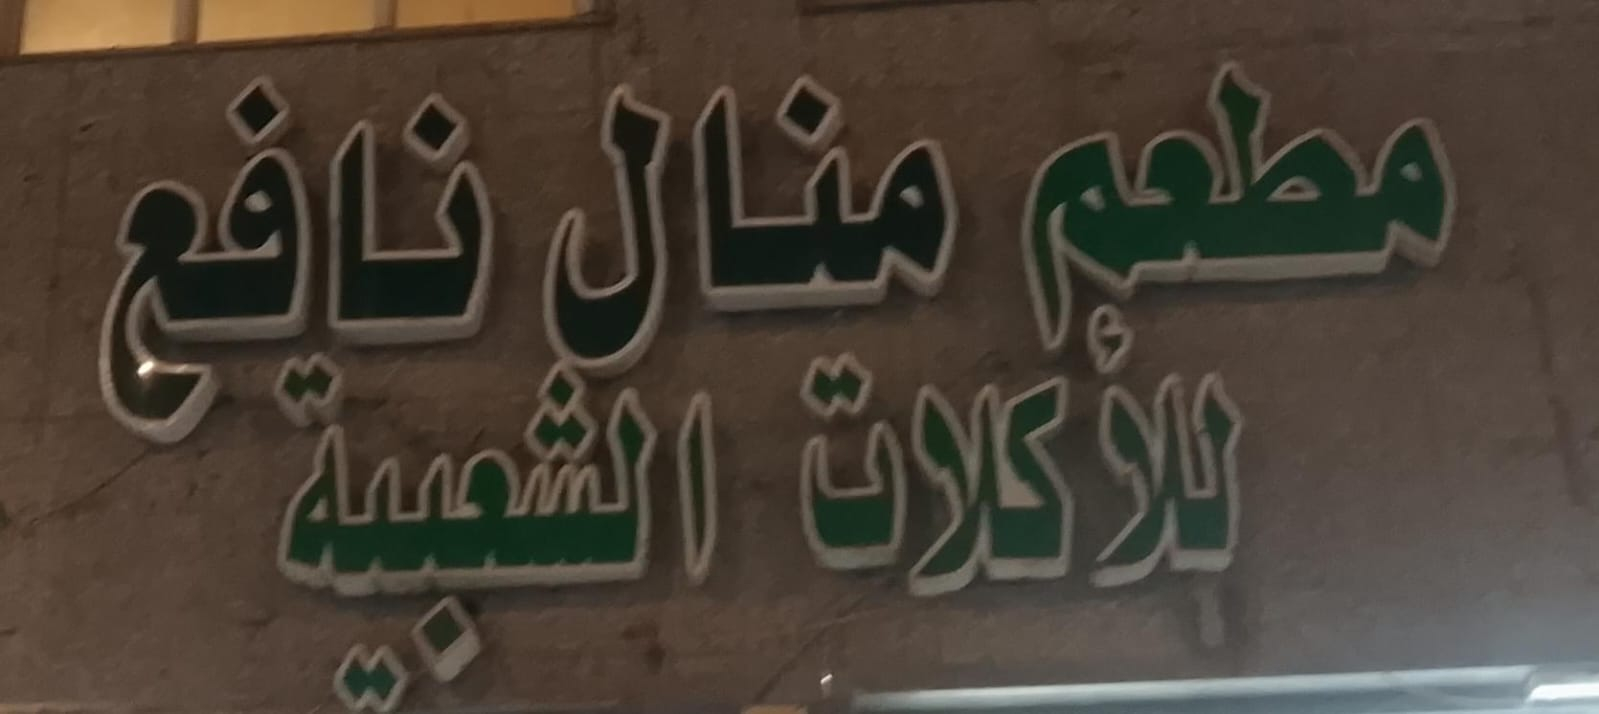 مطعم منال نافع
للأكلات الشعبية